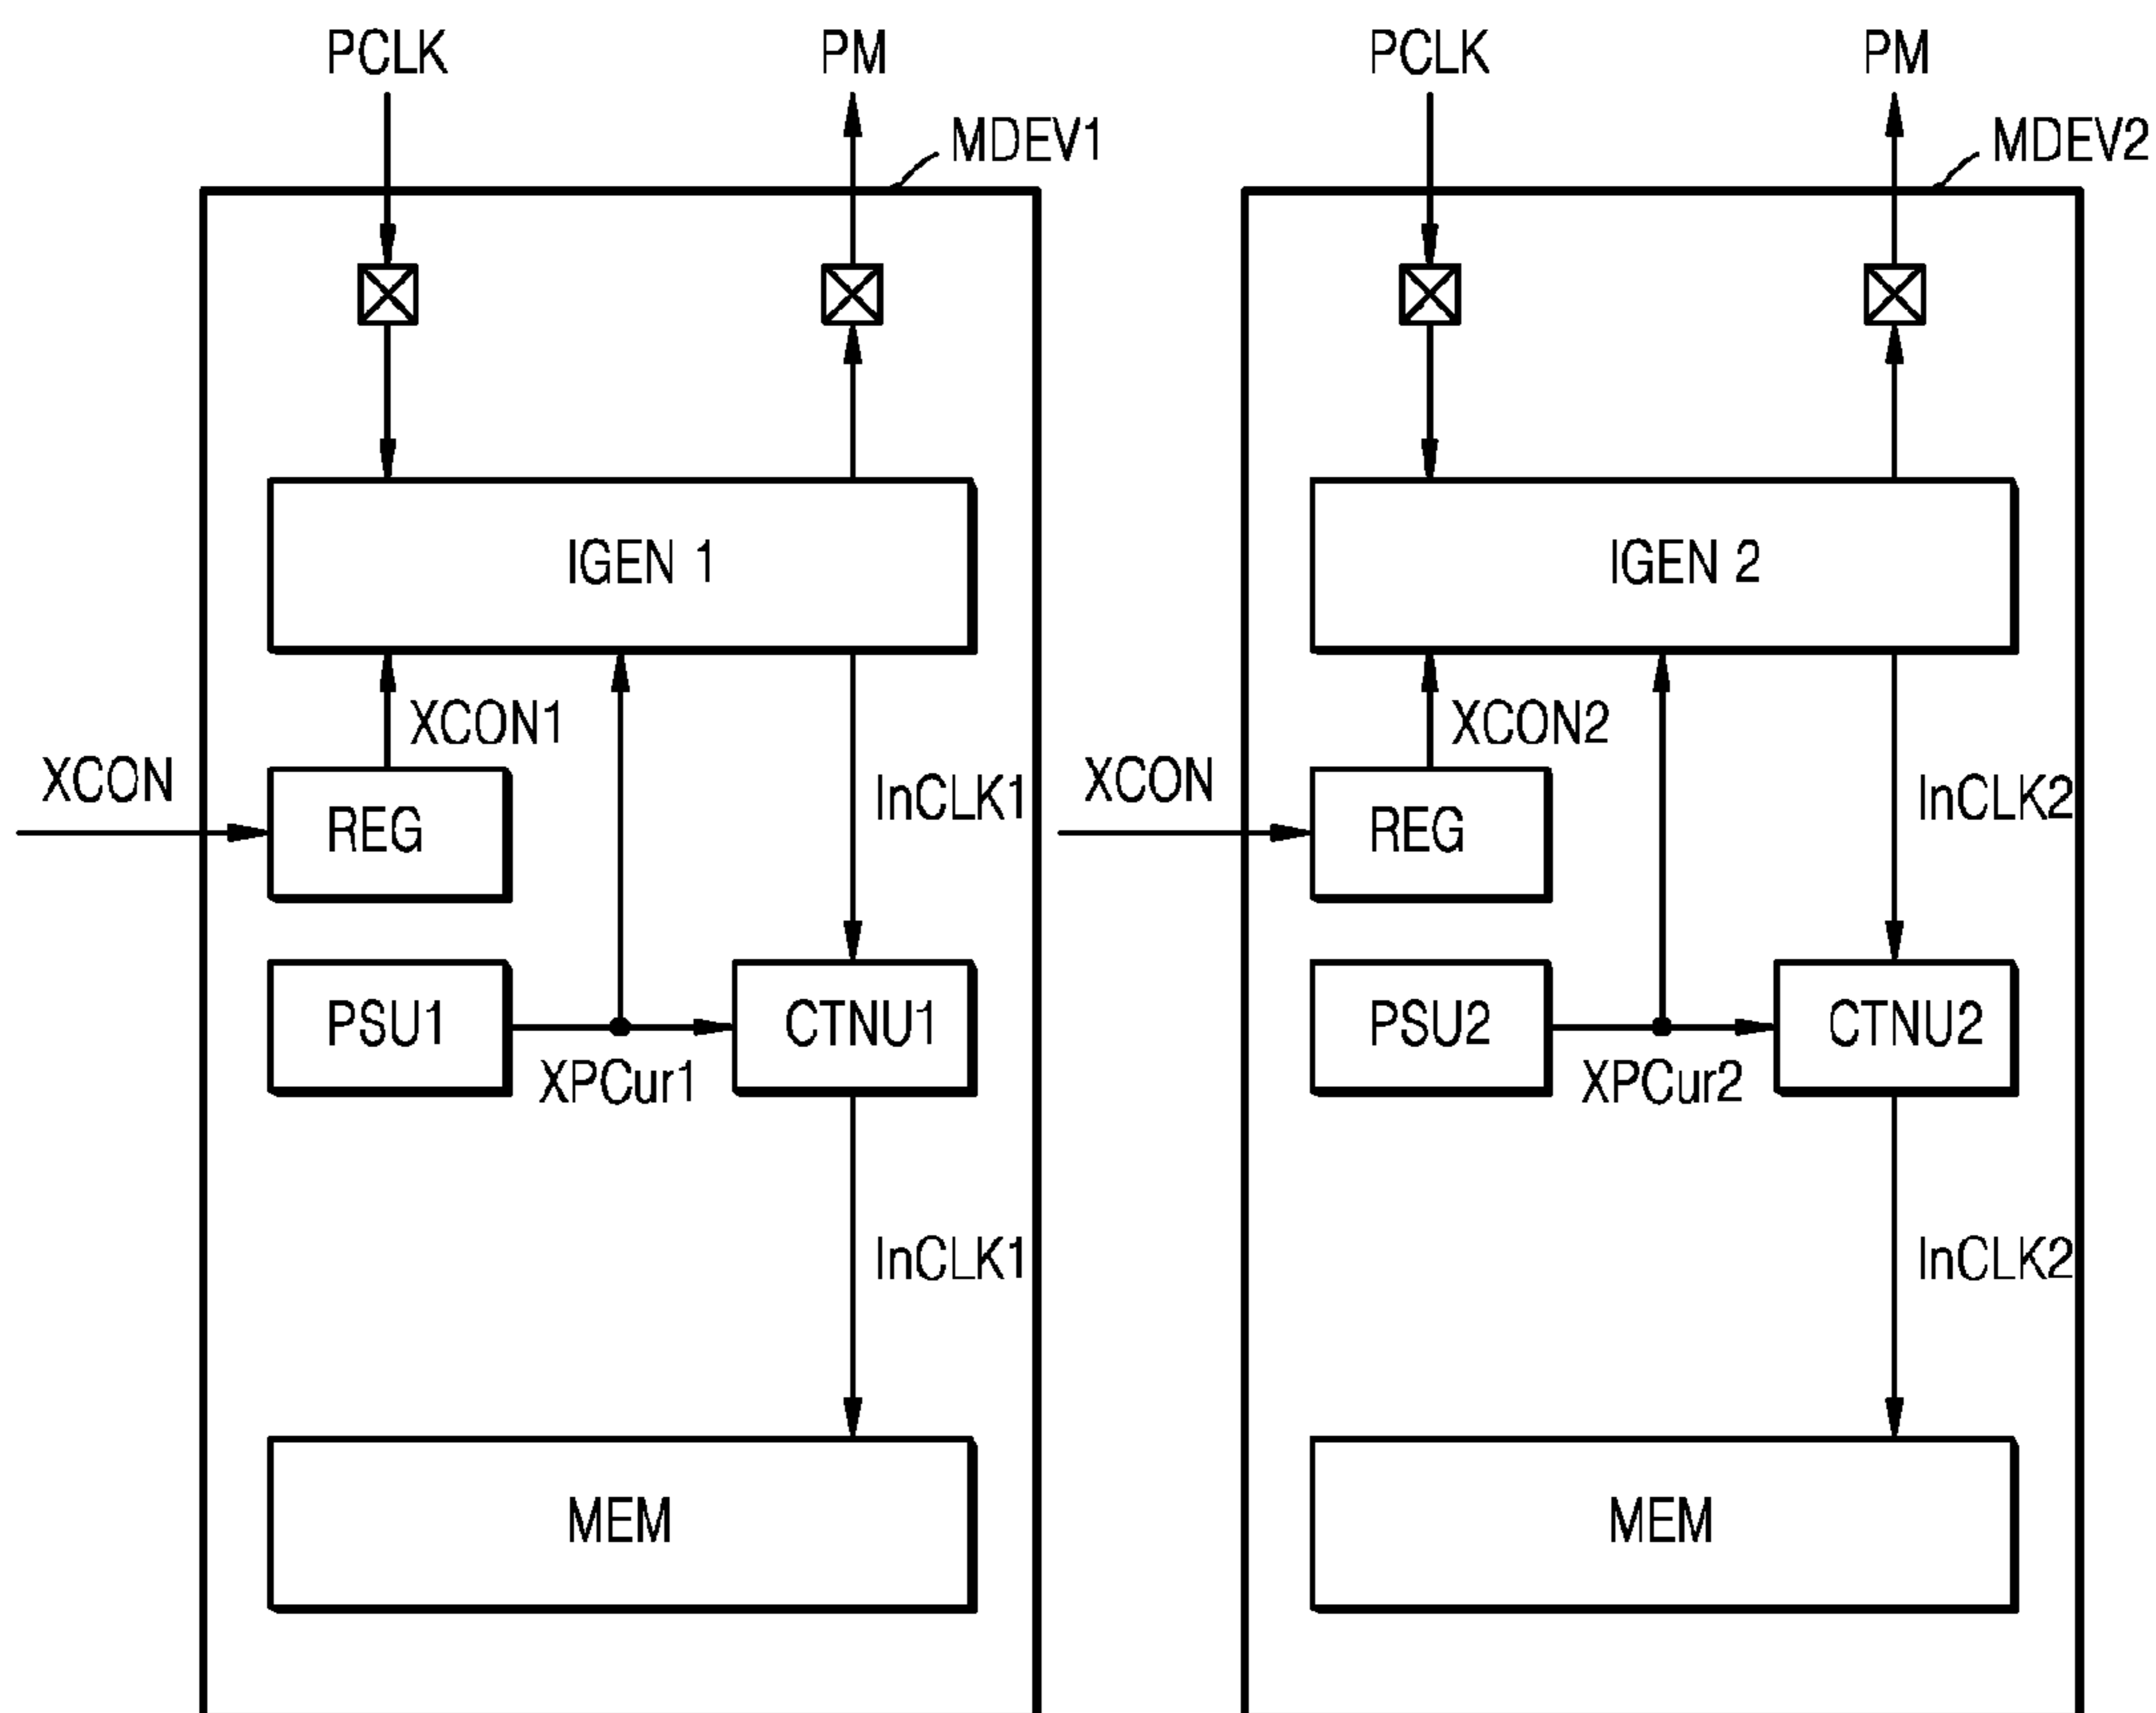 PCLK PM PCLK PM
MDEV1 MDEV2
IGEN 1 IGEN 2
XCON1 XCON2
XCON InCLK1 XCON InCLK2
REG REG
PSU1 CTNU1 PSU2 CTNU2
XPCur1 XPCur2
InCLK1 InCLK2
MEM MEM